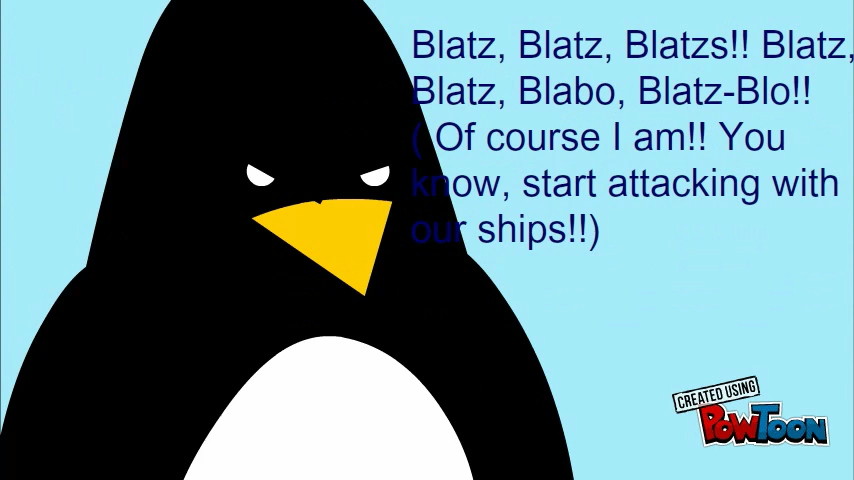 Blatz, Blatz, Blatzs!! Blatz,
Blatz, Blabo, Blatz-Blo!!
( Of course I am!! You
know, start attacking with
our ships!!)
CREATED USING
POWTOON